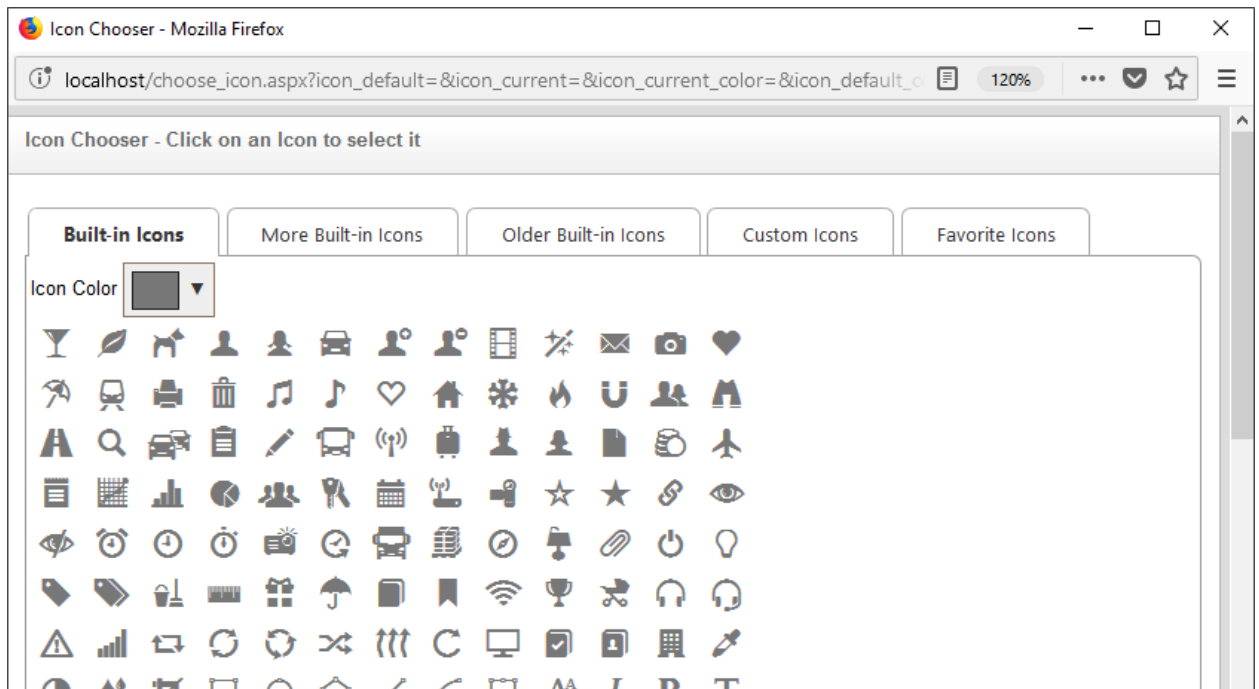 Icon Chooser - Mozilla Firefox
localhost/choose_icon.aspx?icon_default=&icon_current=&icon_current_color=&icon_default_c
120%
Icon Chooser - Click on an Icon to select it
Built-in Icons
More Built-in Icons
Older Built-in Icons
Custom Icons
Favorite Icons
Icon Color